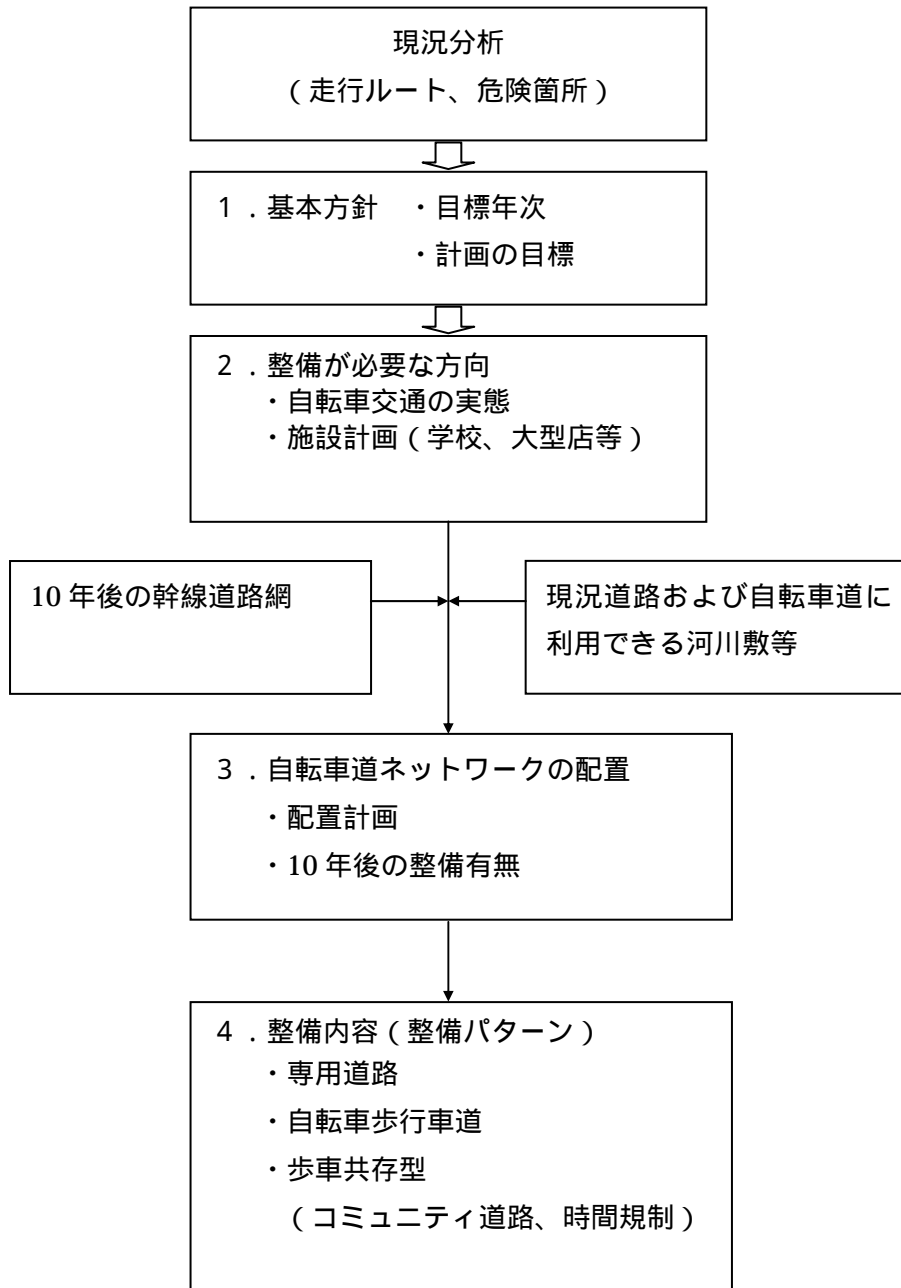 現況分析
（走行ルート、危険箇所）
１．基本方針　・目標年次
・計画の目標
２．整備が必要な方向
・自転車交通の実態
・施設計画（学校、大型店等）
10 年後の幹線道路網
現況道路および自転車道に
利用できる河川敷等
３．自転車道ネットワークの配置
・配置計画
・10 年後の整備有無
４．整備内容（整備パターン）
・専用道路
・自転車歩行車道
・歩車共存型
（コミュニティ道路、時間規制）